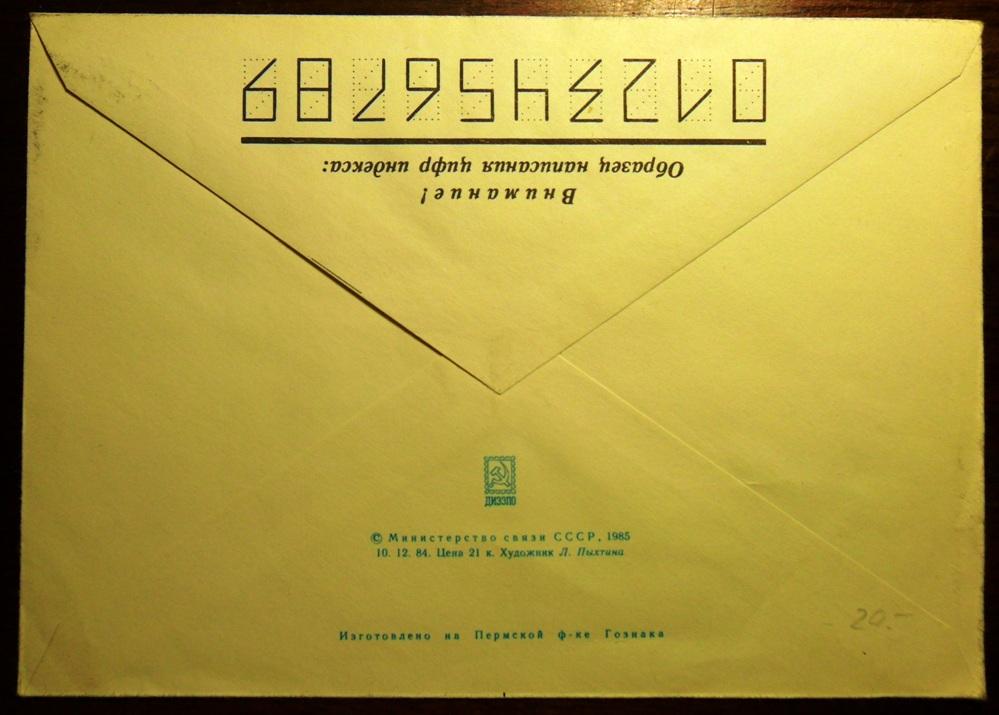 Внимание!
Образец написания цифр индекса:
0123456789
ДИЭЗПО
© Министерство связи СССР, 1985
10. 12. 84. Цена 21 к. Художник Л. Пыхтина
Изготовлено на Пермской ф-ке Гознака
20.-